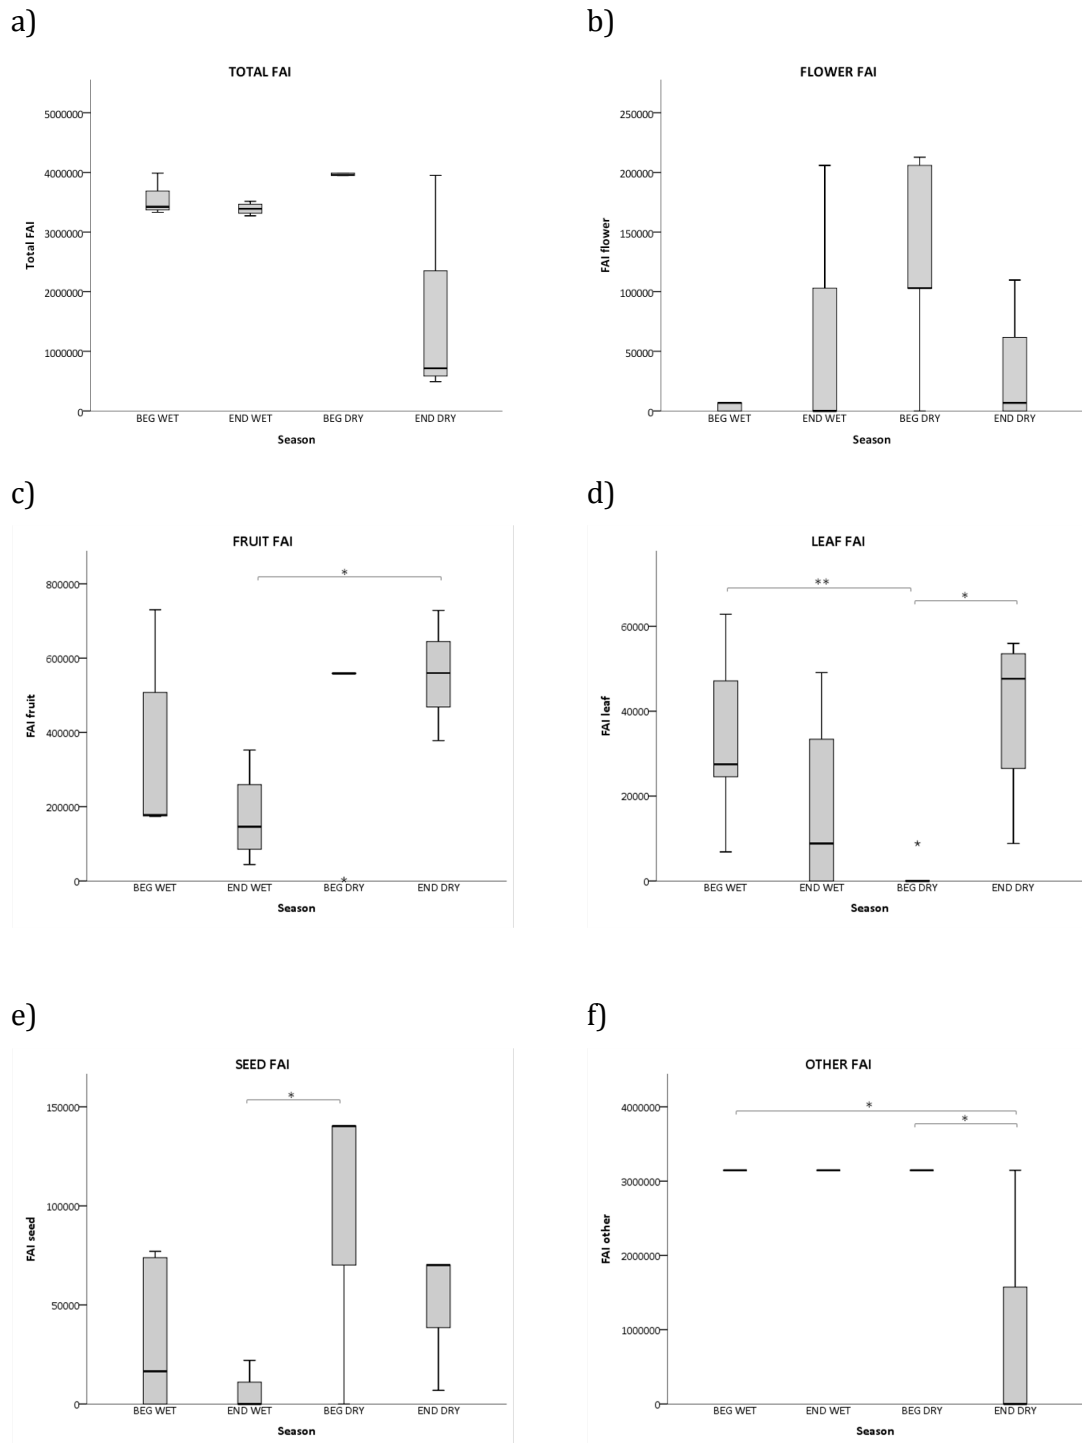 a)
TOTAL FAI
5000000
4000000
3000000
2000000
1000000
0
Total FAI
BEG WET END WET BEG DRY END DRY
Season
b)
FLOWER FAI
250000
200000
150000
100000
50000
0
FAI flower
BEG WET END WET BEG DRY END DRY
Season
c)
FRUIT FAI
*
800000
600000
400000
200000
0
FAI fruit
*
BEG WET END WET BEG DRY END DRY
Season
d)
LEAF FAI
**
*
60000
40000
20000
0
FAI leaf
*
BEG WET END WET BEG DRY END DRY
Season
e)
SEED FAI
*
150000
100000
50000
0
FAI seed
BEG WET END WET BEG DRY END DRY
Season
f)
OTHER FAI
*
*
4000000
3000000
2000000
1000000
0
FAI other
BEG WET END WET BEG DRY END DRY
Season